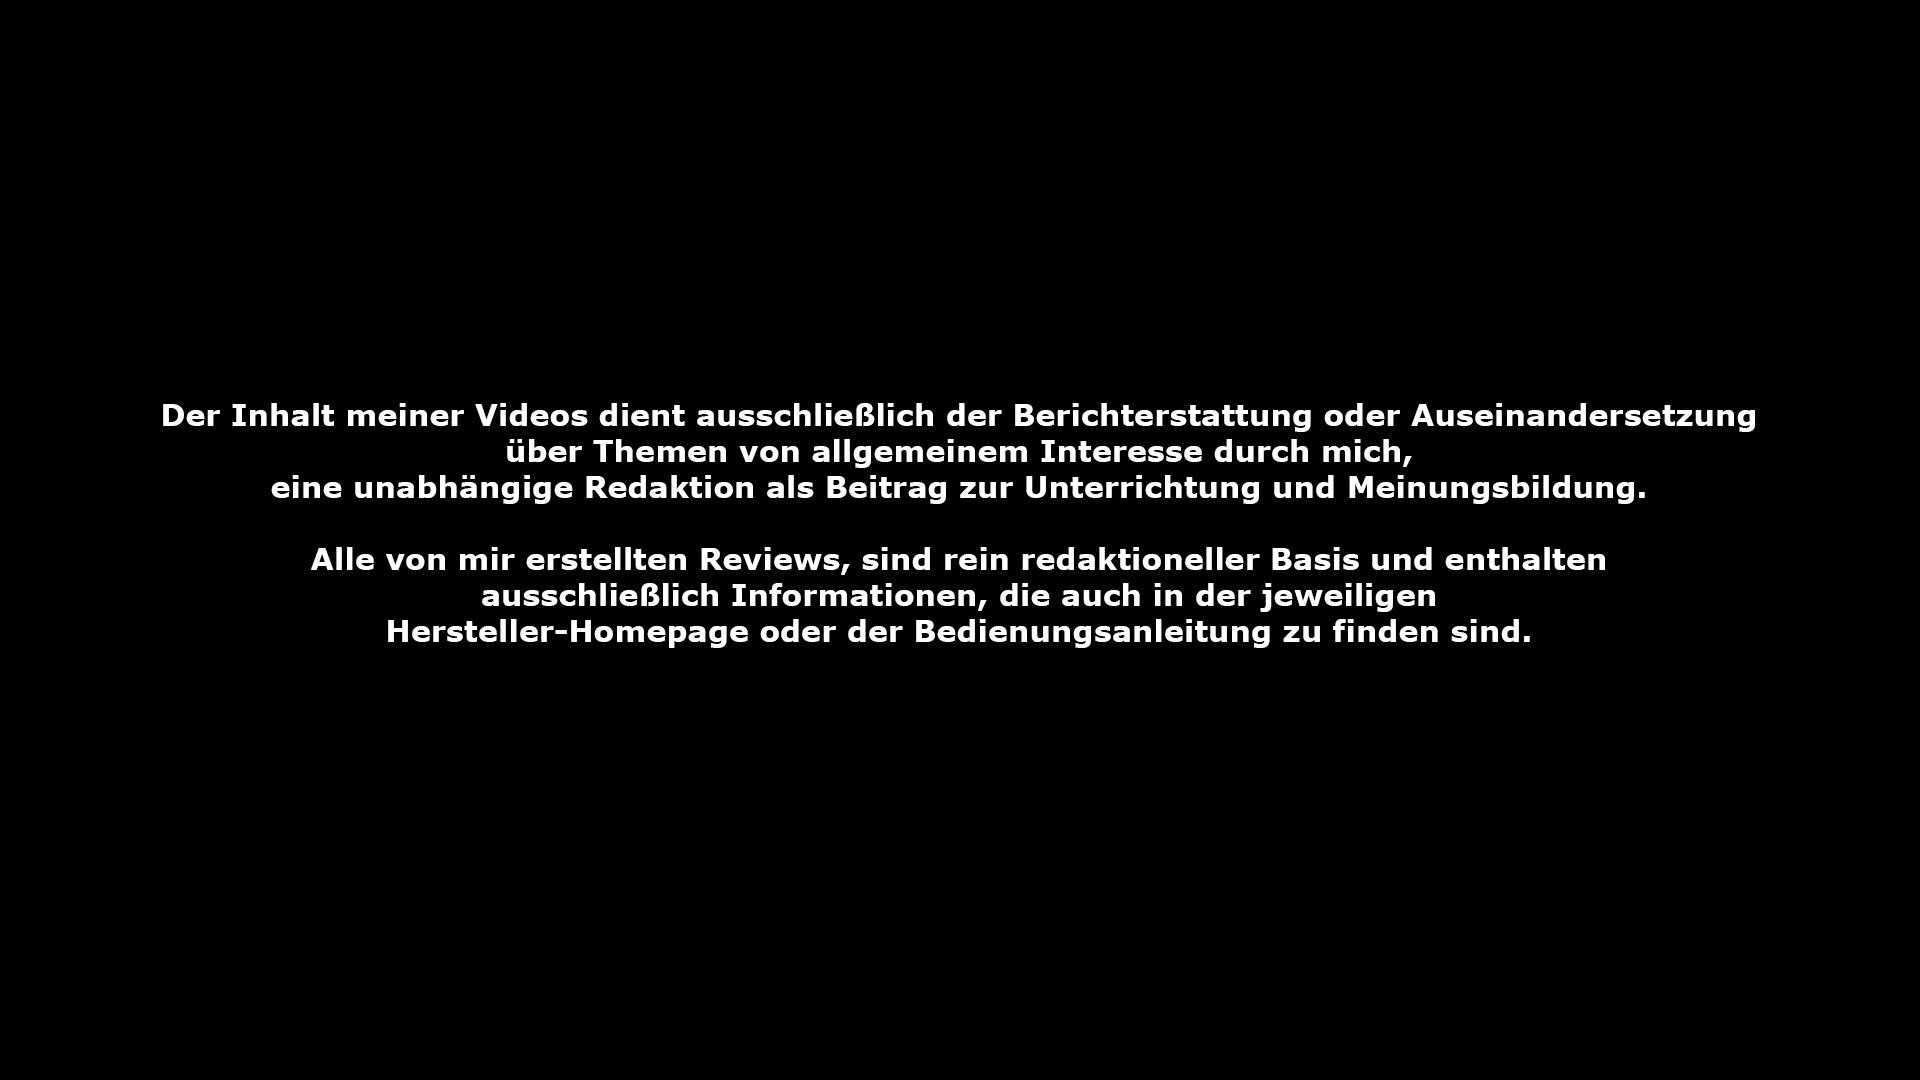 Der Inhalt meiner Videos dient ausschließlich der Berichterstattung oder Auseinandersetzung
über Themen von allgemeinem Interesse durch mich,
eine unabhängige Redaktion als Beitrag zur Unterrichtung und Meinungsbildung.
Alle von mir erstellten Reviews, sind rein redaktioneller Basis und enthalten
ausschließlich Informationen, die auch in der jeweiligen
Hersteller-Homepage oder der Bedienungsanleitung zu finden sind.